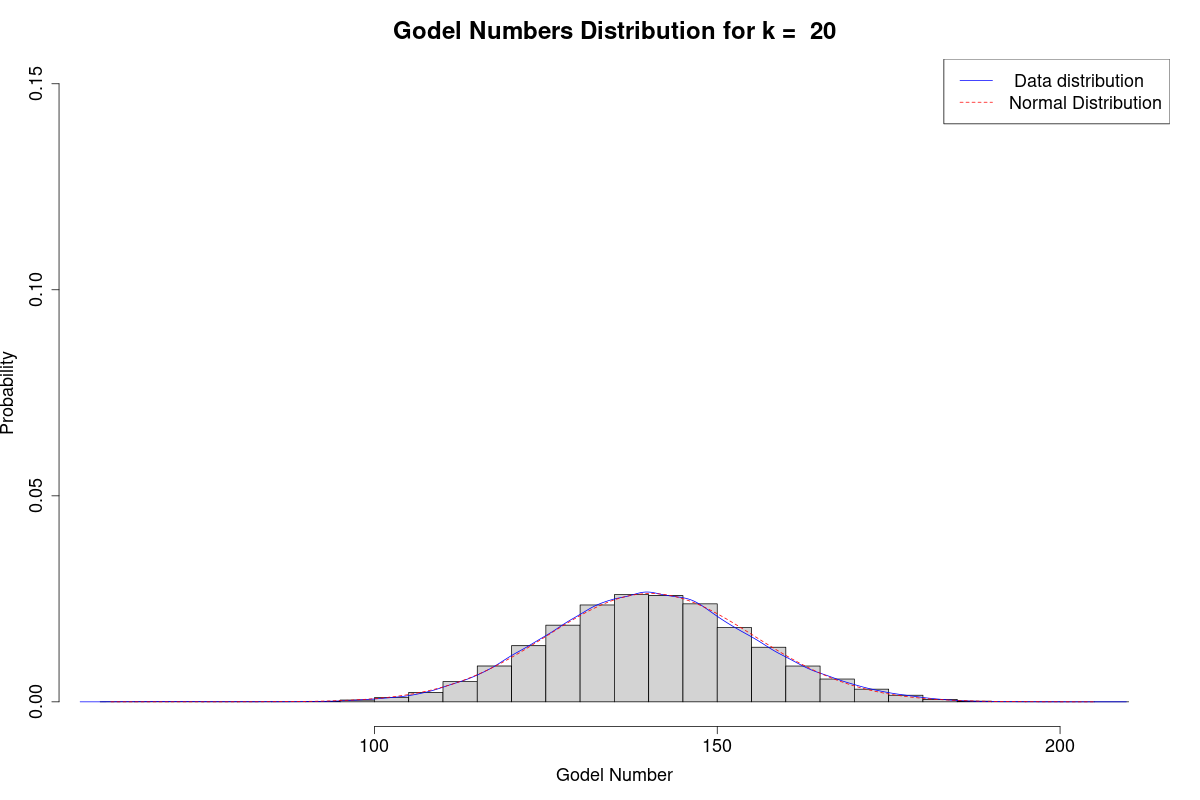 Godel Numbers Distribution for k =  20
Data distribution
Normal Distribution
Probability
0.15
0.10
0.05
0.00
100 150 200
Godel Number